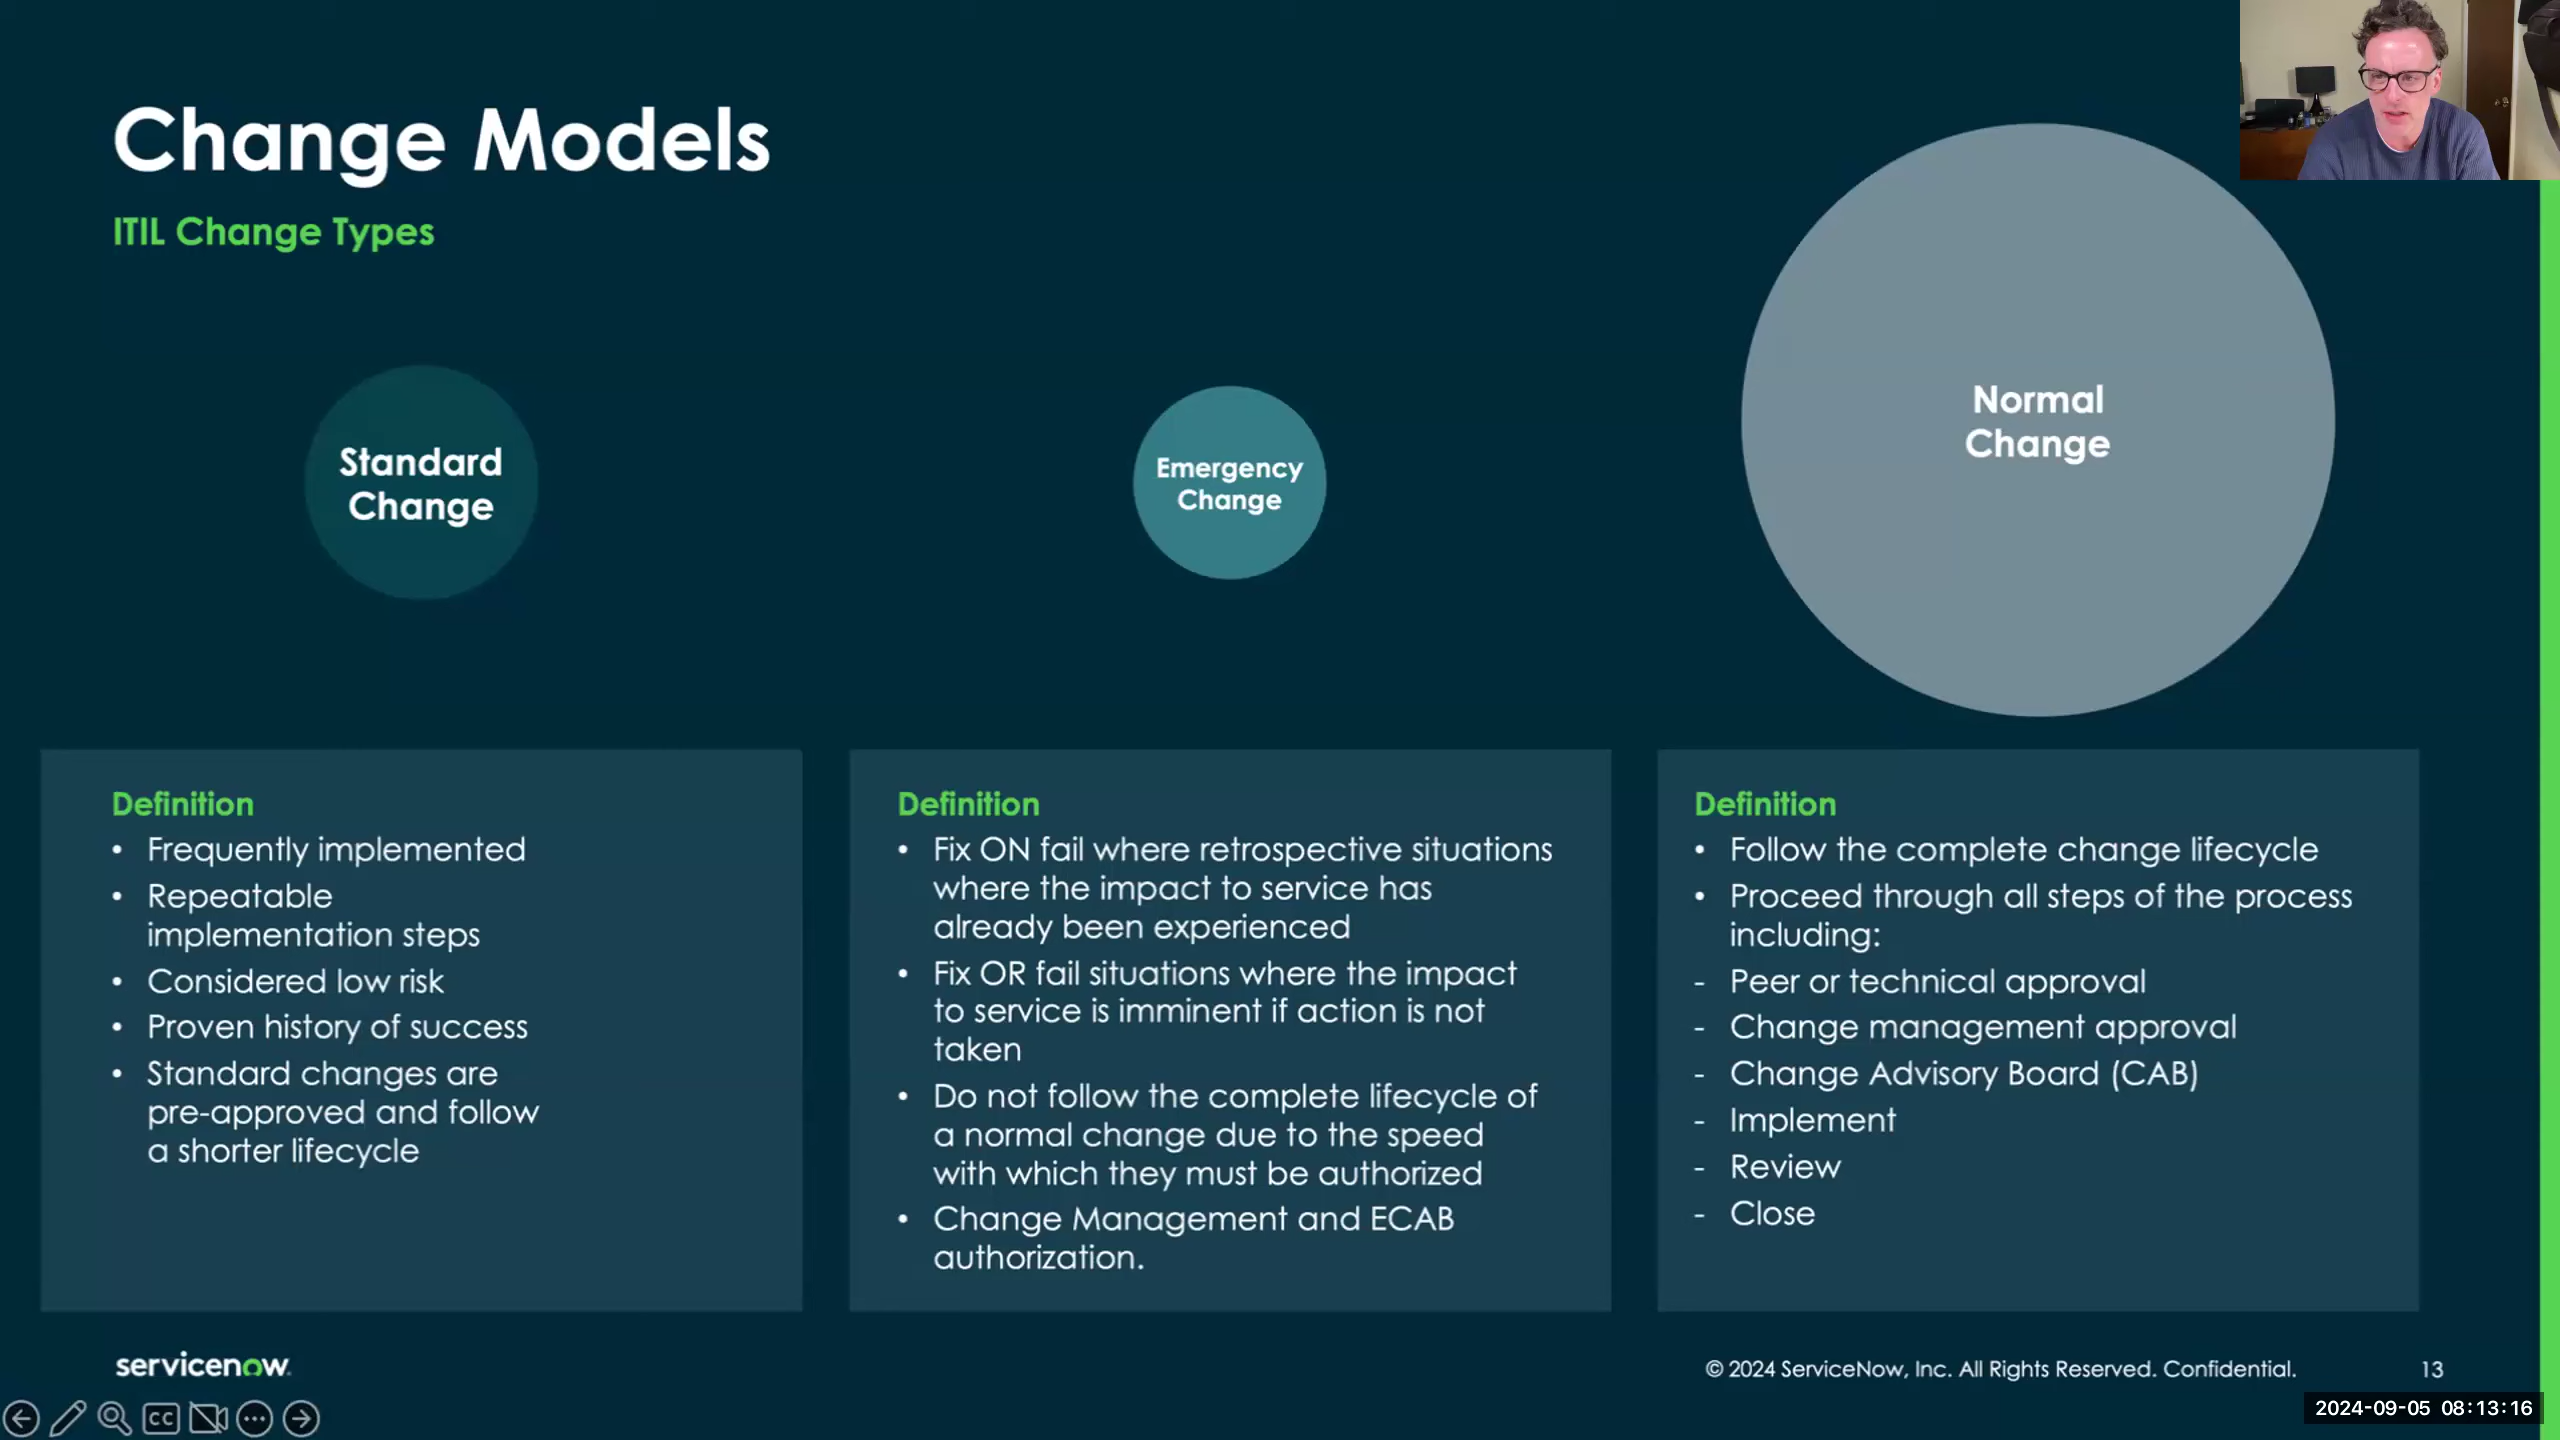 Change Models
ITIL Change Types
Standard
Change
Emergency
Change
Normal
Change
Definition
• Frequently implemented
• Repeatable
implementation steps
• Considered low risk
• Proven history of success
• Standard changes are
pre-approved and follow
a shorter lifecycle
Definition
• Fix ON fail where retrospective situations
where the impact to service has
already been experienced
• Fix OR fail situations where the impact
to service is imminent if action is not
taken
• Do not follow the complete lifecycle of
a normal change due to the speed
with which they must be authorized
• Change Management and ECAB
authorization.
Definition
• Follow the complete change lifecycle
• Proceed through all steps of the process
including:
- Peer or technical approval
- Change management approval
- Change Advisory Board (CAB)
- Implement
- Review
- Close
servicenow.
© 2024 ServiceNow, Inc. All Rights Reserved. Confidential.
13
CC
2024-09-05 08:13:16